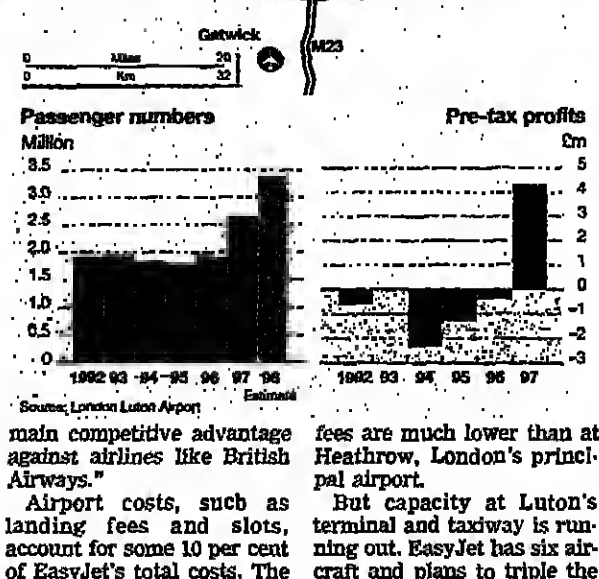 Gatwick
M23
0 Miles 20
0 Km 32
Passenger numbers
Million
3.5
3.0
2.5
2.0
1.5
1.0
0.5
0
1992 93 94 95 96 97 98
Estimate
Pre-tax profits
£m
5
4
3
2
1
0
-1
-2
-3
1992 93 94 95 96 97
Source: London Luton Airport
main competitive advantage
against airlines like British
Airways."
Airport costs, such as
landing fees and slots,
account for some 10 per cent
of EasyJet's total costs. The
fees are much lower than at
Heathrow, London's princi-
pal airport.
But capacity at Luton's
terminal and taxiway is run-
ning out. EasyJet has six air-
craft and plans to triple the